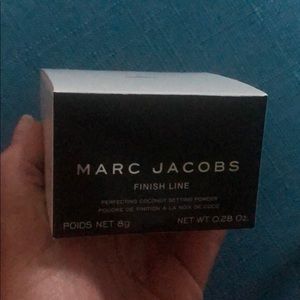 MARC JACOBS
FINISH LINE
PERFECTING COCONUT SETTING POWDER
POUDRE DE FINITION À LA NOIX DE COCO
POIDS NET 8g NET WT 0.28 Oz.